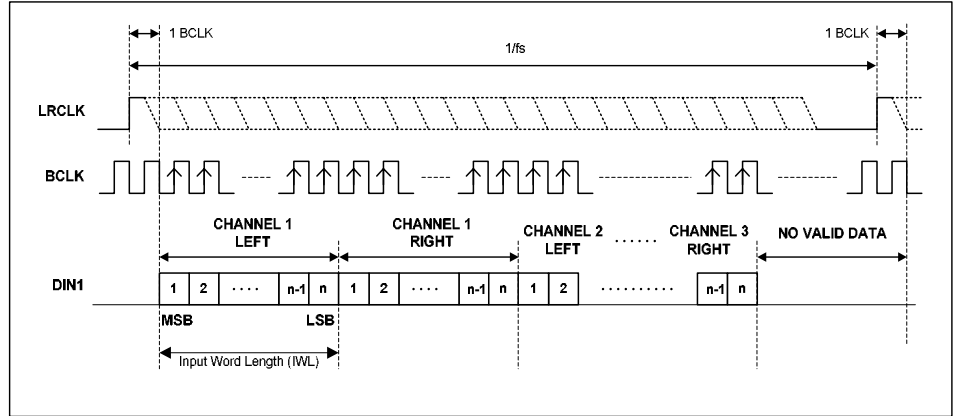 1 BCLK
1 BCLK
1/fs
LRCLK
BCLK
CHANNEL 1
LEFT
CHANNEL 1
RIGHT
CHANNEL 2
LEFT
CHANNEL 3
RIGHT
NO VALID DATA
DIN1
1 2 .... n-1 n 1 2 .... n-1 n 1 2 .......... n-1 n
MSB
LSB
Input Word Length (IWL)